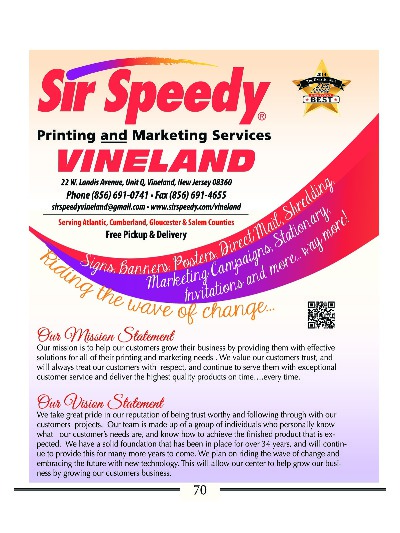 Sir Speedy®
BEST
Printing and Marketing Services
VINELAND
22 W. Landis Avenue, Unit Q, Vineland, New Jersey 08360
Phone (856) 691-0741 • Fax (856) 691-4655
sirspeedyvineland@gmail.com • www.sirspeedy.com/vineland
Serving Atlantic, Cumberland, Gloucester & Salem Counties
Free Pickup & Delivery
Signs, Banners, Posters, Direct Mail, Shredding,
Marketing Campaigns, Stationary,
Invitations and more... way more!
Riding the wave of change...
Our Mission Statement
Our mission is to help our customers grow their business by providing them with effective
solutions for all of their printing and marketing needs . We value our customers trust, and
will always treat our customers with respect, and continue to serve them with exceptional
customer service and deliver the highest quality products on time....every time.
Our Vision Statement
We take great pride in our reputation of being trust worthy and following through with our
customers projects. Our team is made up of a group of individuals who personally know
what our customer's needs are, and know how to achieve the finished product that is ex-
pected. We have a solid foundation that has been in place for over 34 years, and will contin-
ue to provide this for many more years to come. We plan on riding the wave of change and
embracing the future with new technology. This will allow our center to help grow our busi-
ness by growing our customers business.
70